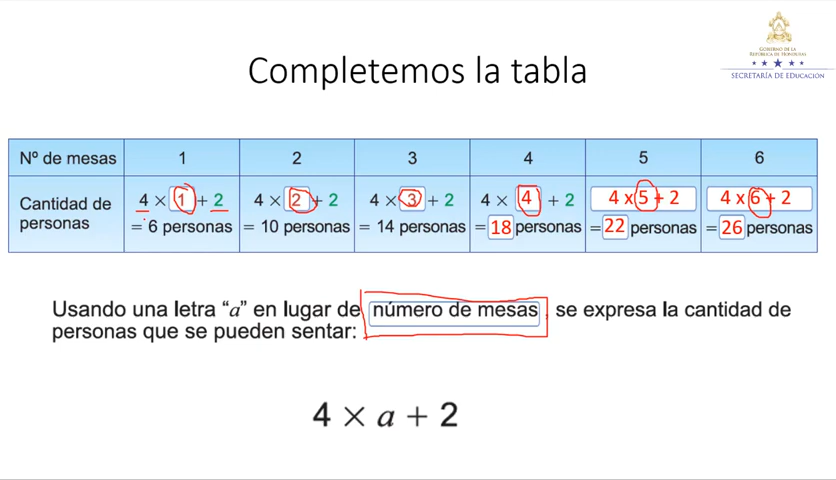 GOBIERNO DE LA
REPÚBLICA DE HONDURAS
SECRETARÍA DE EDUCACIÓN
Completemos la tabla
Nº de mesas 1 2 3 4 5 6
Cantidad de personas
4 × 1 + 2 = 6 personas
4 × 2 + 2 = 10 personas
4 × 3 + 2 = 14 personas
4 × 4 + 2 = 18 personas
4 x 5 + 2 = 22 personas
4 x 6 + 2 = 26 personas
Usando una letra “a” en lugar de número de mesas, se expresa la cantidad de
personas que se pueden sentar:
4 × a + 2